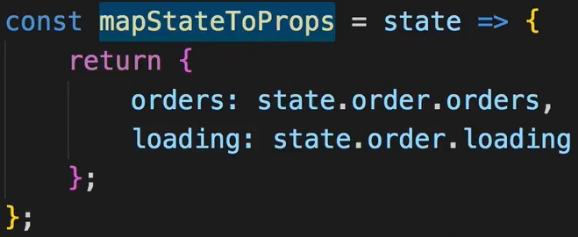 const mapStateToProps = state => {
    return {
        orders: state.order.orders,
        loading: state.order.loading
    };
};